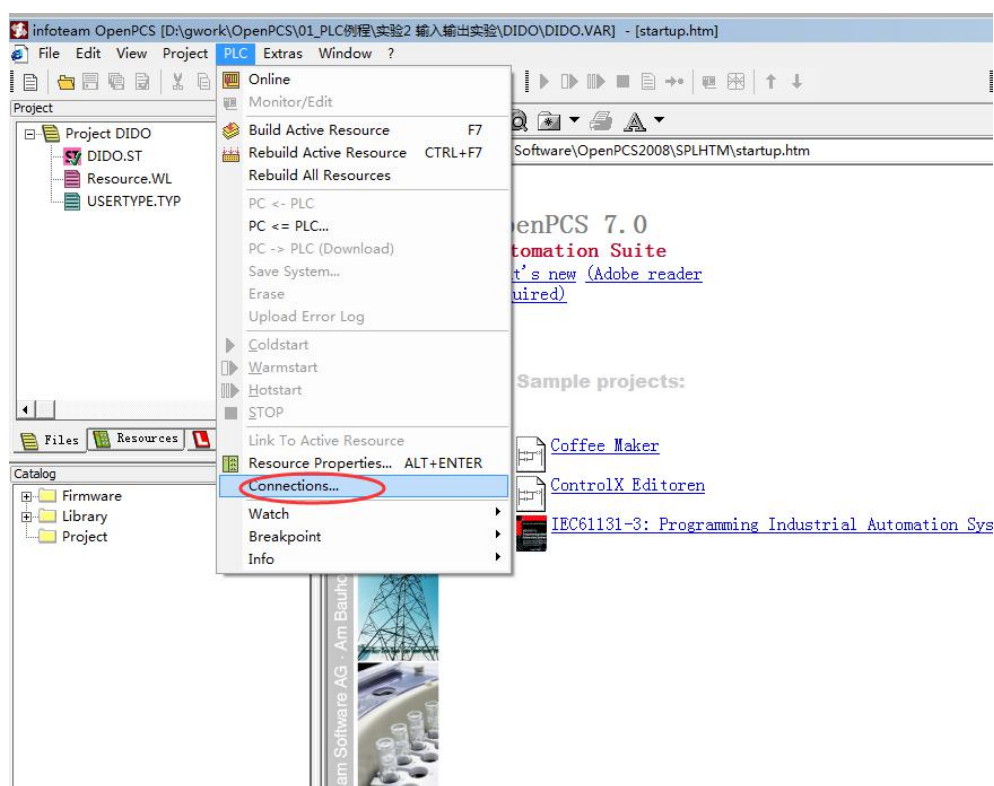 infoteam OpenPCS [D:\gwork\OpenPCS\01_PLC例程\实验2 输入输出实验\DIDO\DIDO.VAR] - [startup.htm]
File Edit View Project PLC Extras Window ?
Project
Project DIDO
DIDO.ST
Resource.WL
USERTYPE.TYP
Files Resources L
Catalog
Firmware
Library
Project
Online
Monitor/Edit
Build Active Resource F7
Rebuild Active Resource CTRL+F7
Rebuild All Resources
PC <- PLC
PC <= PLC...
PC -> PLC (Download)
Save System...
Erase
Upload Error Log
Coldstart
Warmstart
Hotstart
STOP
Link To Active Resource
Resource Properties... ALT+ENTER
Connections...
Watch
Breakpoint
Info
Software\OpenPCS2008\SPLHTM\startup.htm
enPCS 7.0
tomation Suite
t's new (Adobe reader
uired)
Sample projects:
Coffee Maker
ControlX Editoren
IEC61131-3: Programming Industrial Automation Sys
am Software AG · Am Bauho